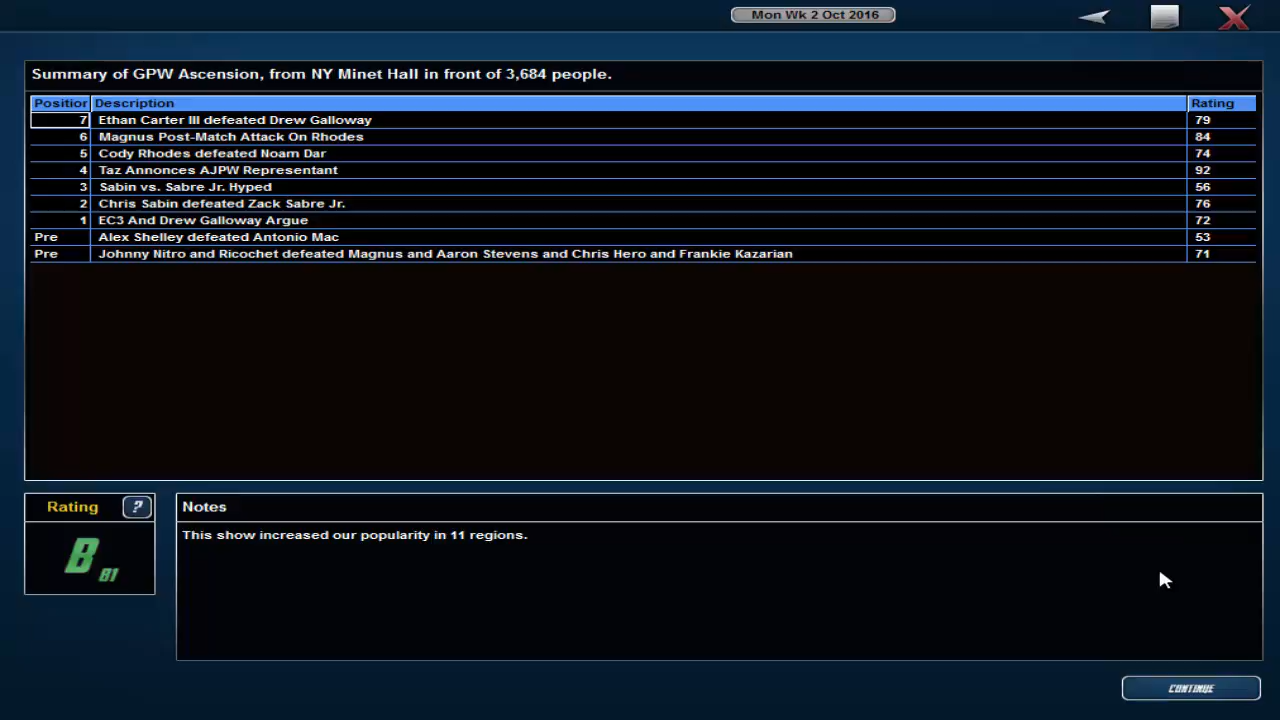 Mon Wk 2 Oct 2016
Summary of GPW Ascension, from NY Minet Hall in front of 3,684 people.
Position Description Rating
7 Ethan Carter III defeated Drew Galloway 79
6 Magnus Post-Match Attack On Rhodes 84
5 Cody Rhodes defeated Noam Dar 74
4 Taz Annonces AJPW Representant 92
3 Sabin vs. Sabre Jr. Hyped 56
2 Chris Sabin defeated Zack Sabre Jr. 76
1 EC3 And Drew Galloway Argue 72
Pre Alex Shelley defeated Antonio Mac 53
Pre Johnny Nitro and Ricochet defeated Magnus and Aaron Stevens and Chris Hero and Frankie Kazarian 71
Rating ?
B 81
Notes
This show increased our popularity in 11 regions.
CONTINUE